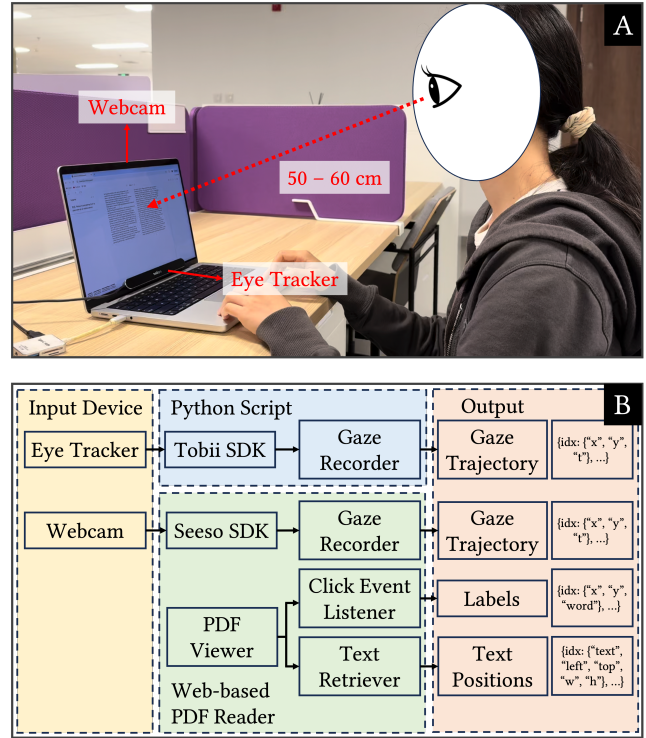 A
Webcam
50 – 60 cm
Eye Tracker
B
Input Device
Python Script
Output
Eye Tracker
Tobii SDK
Gaze
Recorder
Gaze
Trajectory
{idx: {“x”, “y”,
“t”}, ...}
Webcam
Seeso SDK
Gaze
Recorder
Gaze
Trajectory
{idx: {“x”, “y”,
“t”}, ...}
Click Event
Listener
Labels
{idx: {“x”, “y”,
“word”}, ...}
PDF
Viewer
Text
Retriever
Text
Positions
{idx: {“text”,
“left”, “top”,
“w”, “h”}, ...}
Web-based
PDF Reader